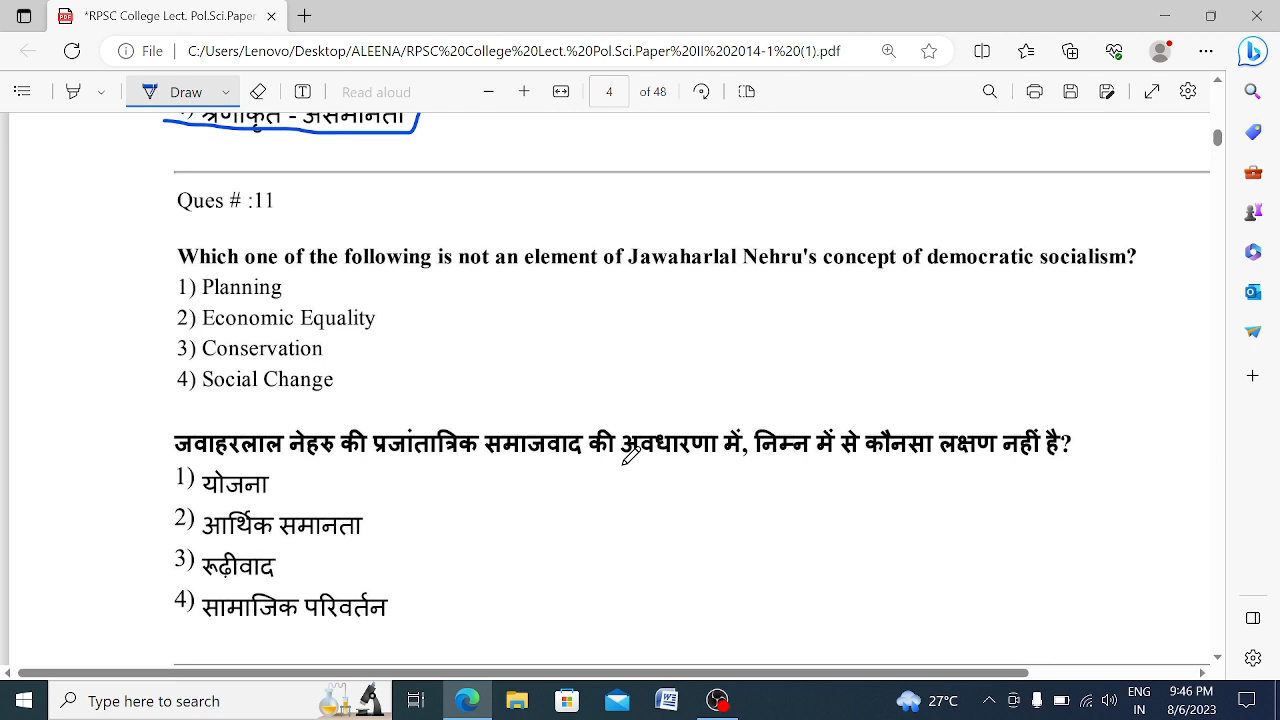 *RPSC College Lect. Pol.Sci.Paper
File
C:/Users/Lenovo/Desktop/ALEENA/RPSC%20College%20Lect.%20Pol.Sci.Paper%20II%202014-1%20(1).pdf
Draw
Read aloud
4
of 48
श्रेणीकृत - असमानता
Ques # :11
Which one of the following is not an element of Jawaharlal Nehru's concept of democratic socialism?
1) Planning
2) Economic Equality
3) Conservation
4) Social Change
जवाहरलाल नेहरु की प्रजांतात्रिक समाजवाद की अवधारणा में, निम्न में से कौनसा लक्षण नहीं है?
1) योजना
2) आर्थिक समानता
3) रूढ़ीवाद
4) सामाजिक परिवर्तन
Type here to search
27°C
ENG
IN
9:46 PM
8/6/2023